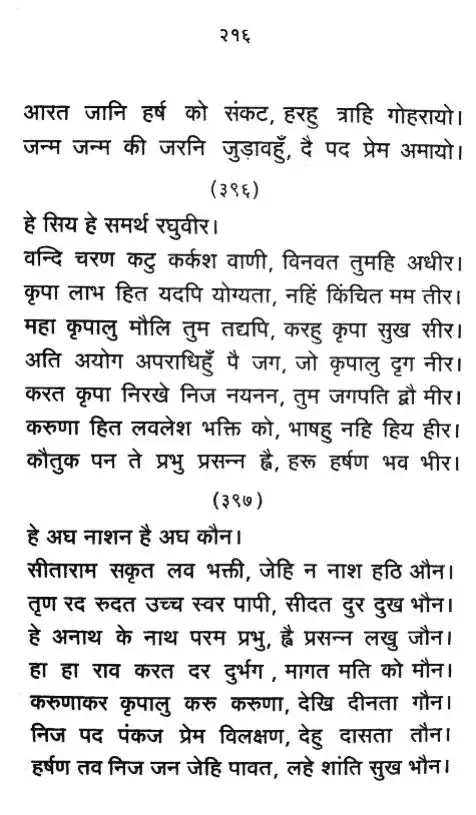 २१६
आरत जानि हर्ष को संकट, हरहु त्राहि गोहरायो।
जन्म जन्म की जरनि जुड़ावहुँ, दै पद प्रेम अमायो।
(३९६)
हे सिय हे समर्थ रघुवीर।
वन्दि चरण कटु कर्कश वाणी, विनवत तुमहि अधीर।
कृपा लाभ हित यदपि योग्यता, नहिं किंचित मम तीर।
महा कृपालु मौलि तुम तद्यपि, करहु कृपा सुख सीर।
अति अयोग अपराधिहुँ पै जग, जो कृपालु दृग नीर।
करत कृपा निरखे निज नयनन, तुम जगपति द्वौ मीर।
करुणा हित लवलेश भक्ति को, भाषहु नहि हिय हीर।
कौतुक पन ते प्रभु प्रसन्न ह्वै, हरू हर्षण भव भीर।
(३९७)
हे अघ नाशन है अघ कौन।
सीताराम सकृत लव भक्ती, जेहि न नाश हठि औन।
तृण रद रुदत उच्च स्वर पापी, सीदत दुर दुख भौन।
हे अनाथ के नाथ परम प्रभु, ह्वै प्रसन्न लखु जौन।
हा हा राव करत दर दुर्भग , मागत मति को मौन।
करुणाकर कृपालु करु करुणा, देखि दीनता गौन।
निज पद पंकज प्रेम विलक्षण, देहु दासता तौन।
हर्षण तव निज जन जेहि पावत, लहे शांति सुख भौन।